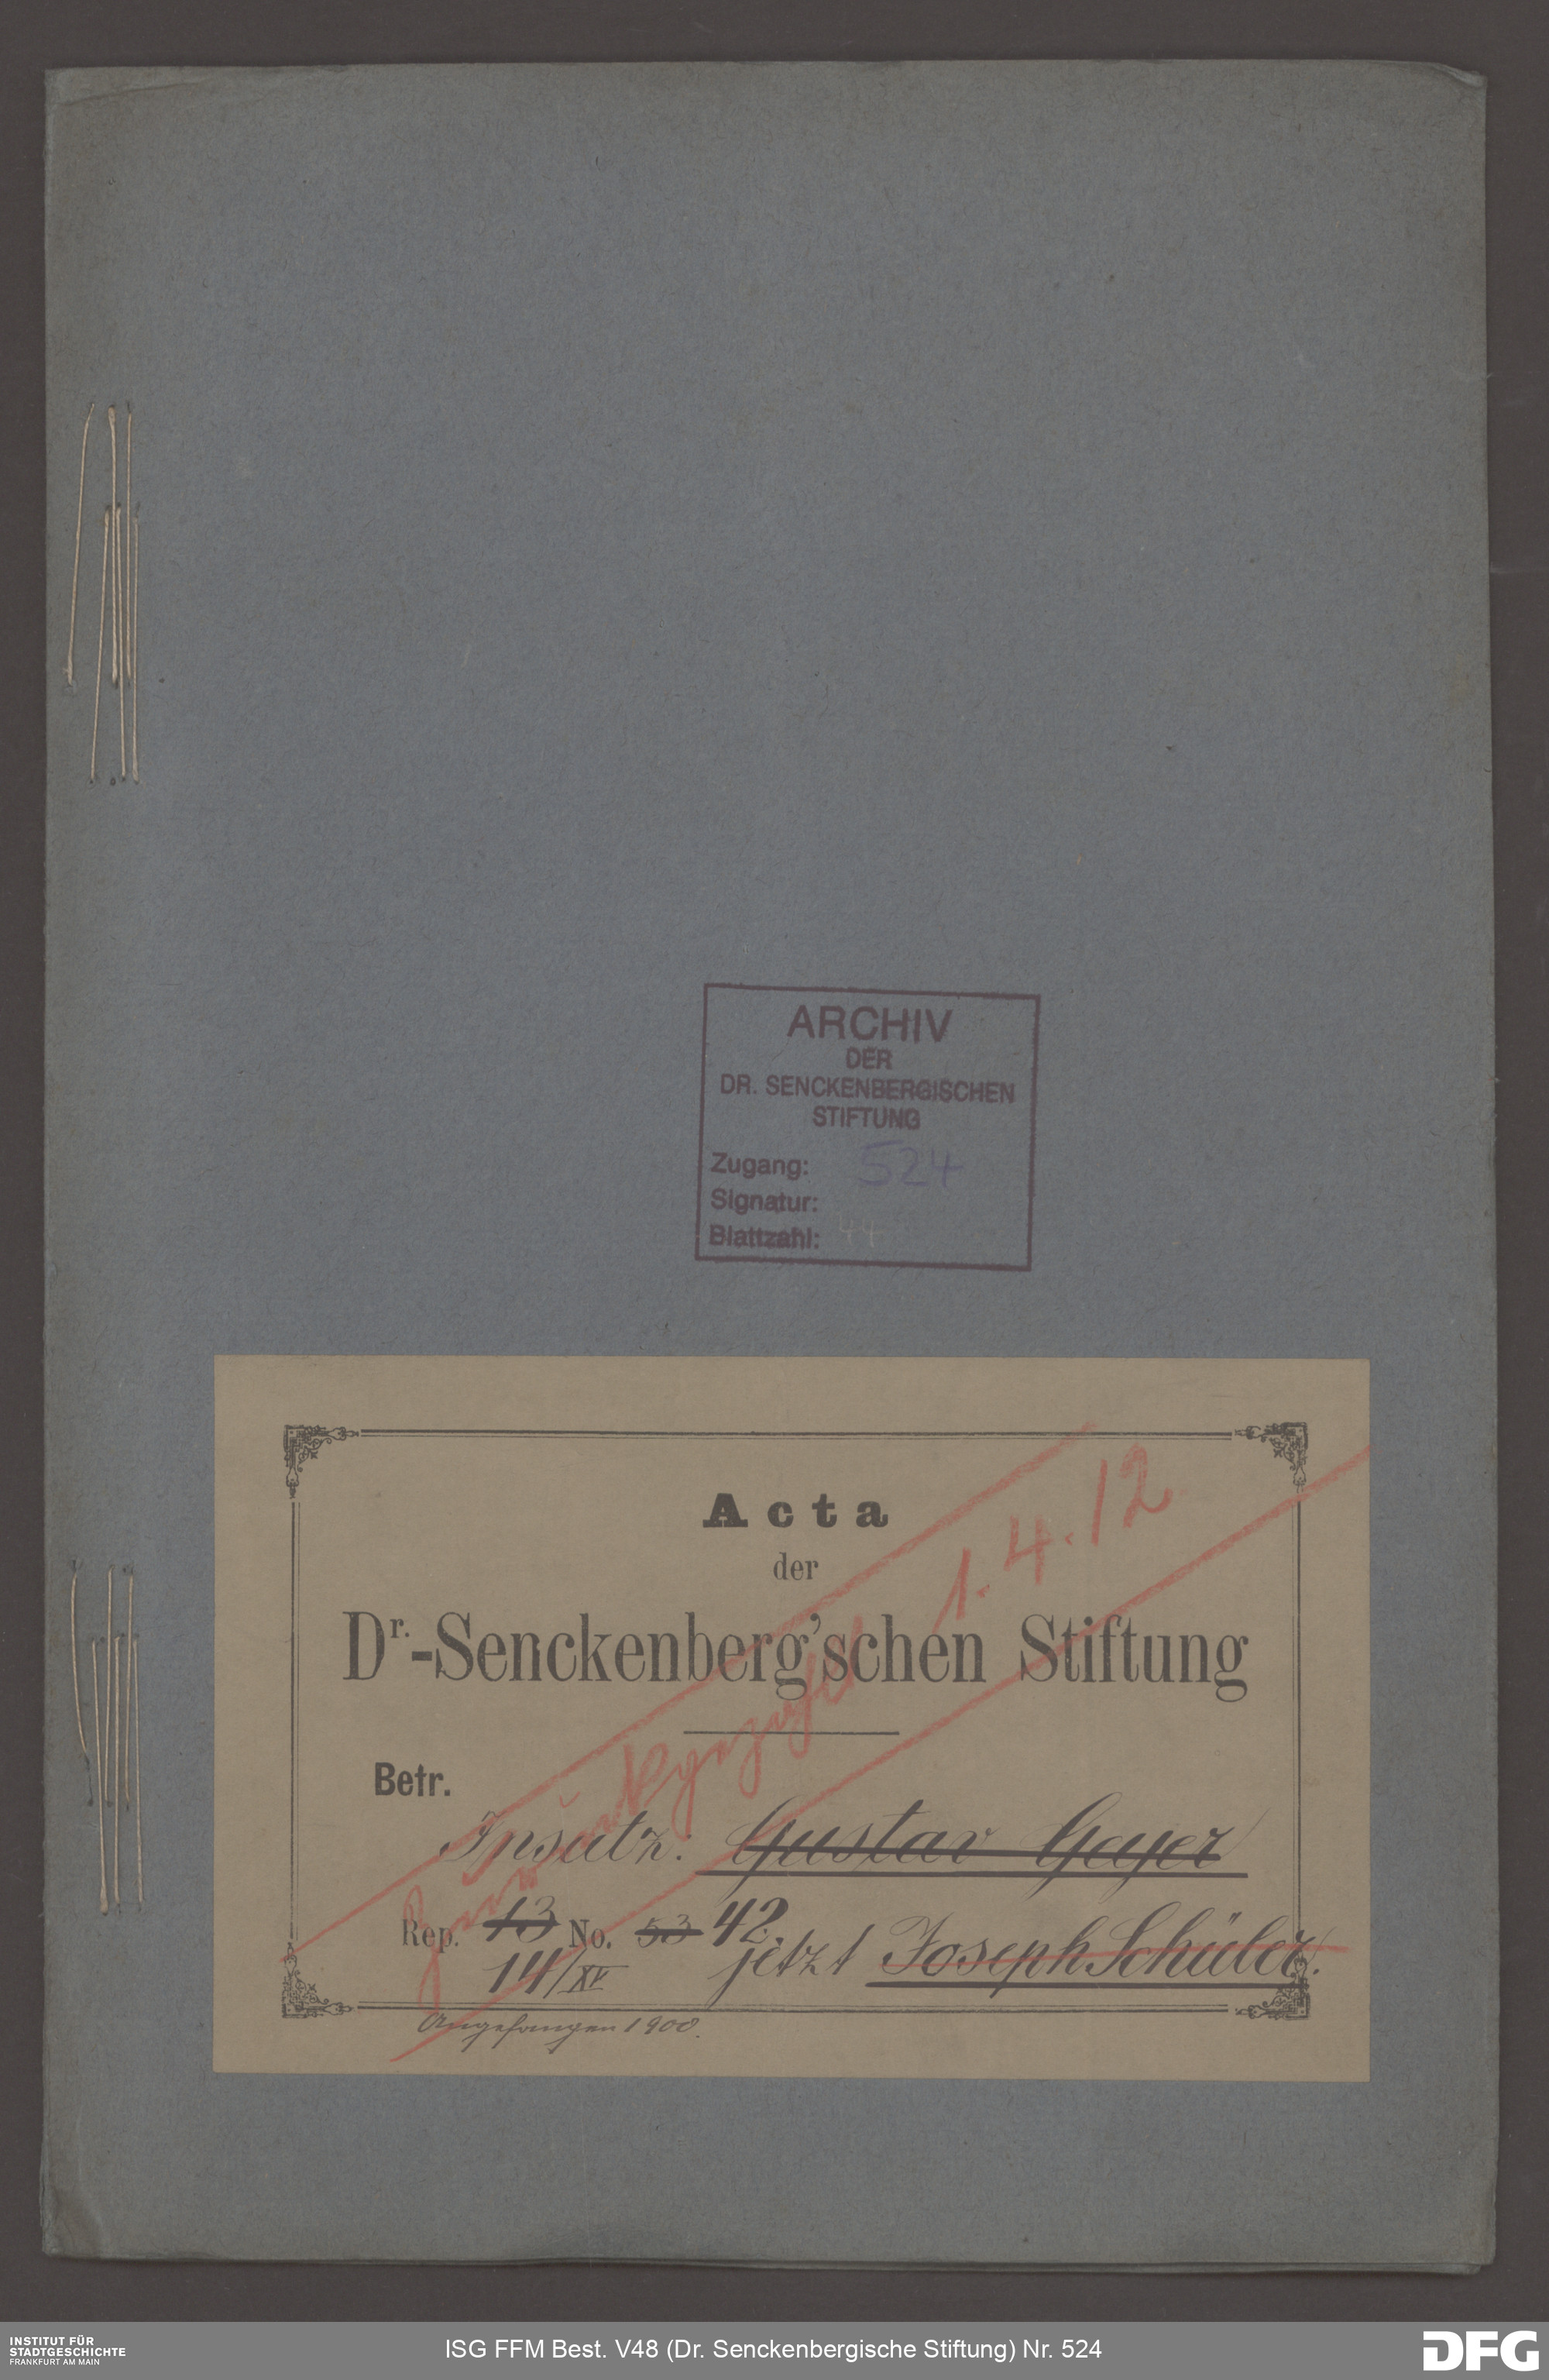 ARCHIV
DER
DR. SENCKENBERGISCHEN
STIFTUNG
Zugang: 524
Signatur:
Blattzahl: 44
Acta
der
Dr.-Senckenberg'schen Stiftung
Zurückgezahlt 1.4.12
Betr.
Insatz: Gustav Geyer
Rep. 13 No. 53 42.
14/XV jetzt Joseph Schüler.
Angefangen 1900.
INSTITUT FÜR
STADTGESCHICHTE
FRANKFURT AM MAIN
ISG FFM Best. V48 (Dr. Senckenbergische Stiftung) Nr. 524
DFG